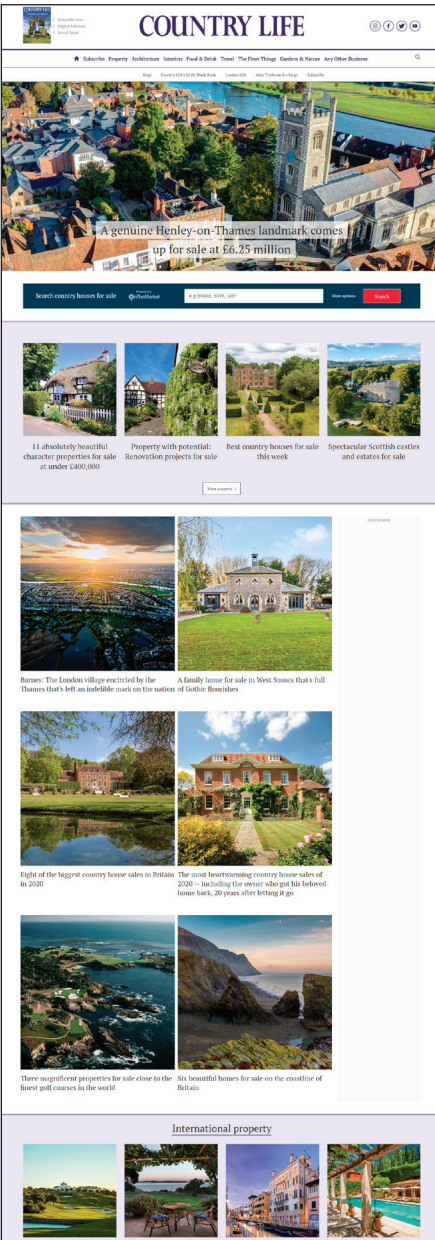 COUNTRY LIFE
Subscribe Now
Digital Editions
Latest Issue
COUNTRY LIFE
Subscribe Property Architecture Interiors Food & Drink Travel The Finer Things Gardens & Nature Any Other Business
Dogs Country Life's Little Black Book London Life Alan Titchmarsh's blogs Subscribe
A genuine Henley-on-Thames landmark comes
up for sale at £6.25 million
Search country houses for sale
OnTheMarket
e.g Bristol, SW6, GW1
More options
Search
11 absolutely beautiful
character properties for sale
at under £400,000
Property with potential:
Renovation projects for sale
Best country houses for sale
this week
Spectacular Scottish castles
and estates for sale
More property
Advertisement
Barnes: The London village encircled by the
Thames that's left an indelible mark on the nation
A family home for sale in West Sussex that's full
of Gothic flourishes
Eight of the biggest country house sales in Britain
in 2020
The most heartwarming country house sales of
2020 — including the owner who got his beloved
home back, 20 years after letting it go
Three magnificent properties for sale close to the
finest golf courses in the world
Six beautiful homes for sale on the coastline of
Britain
International property